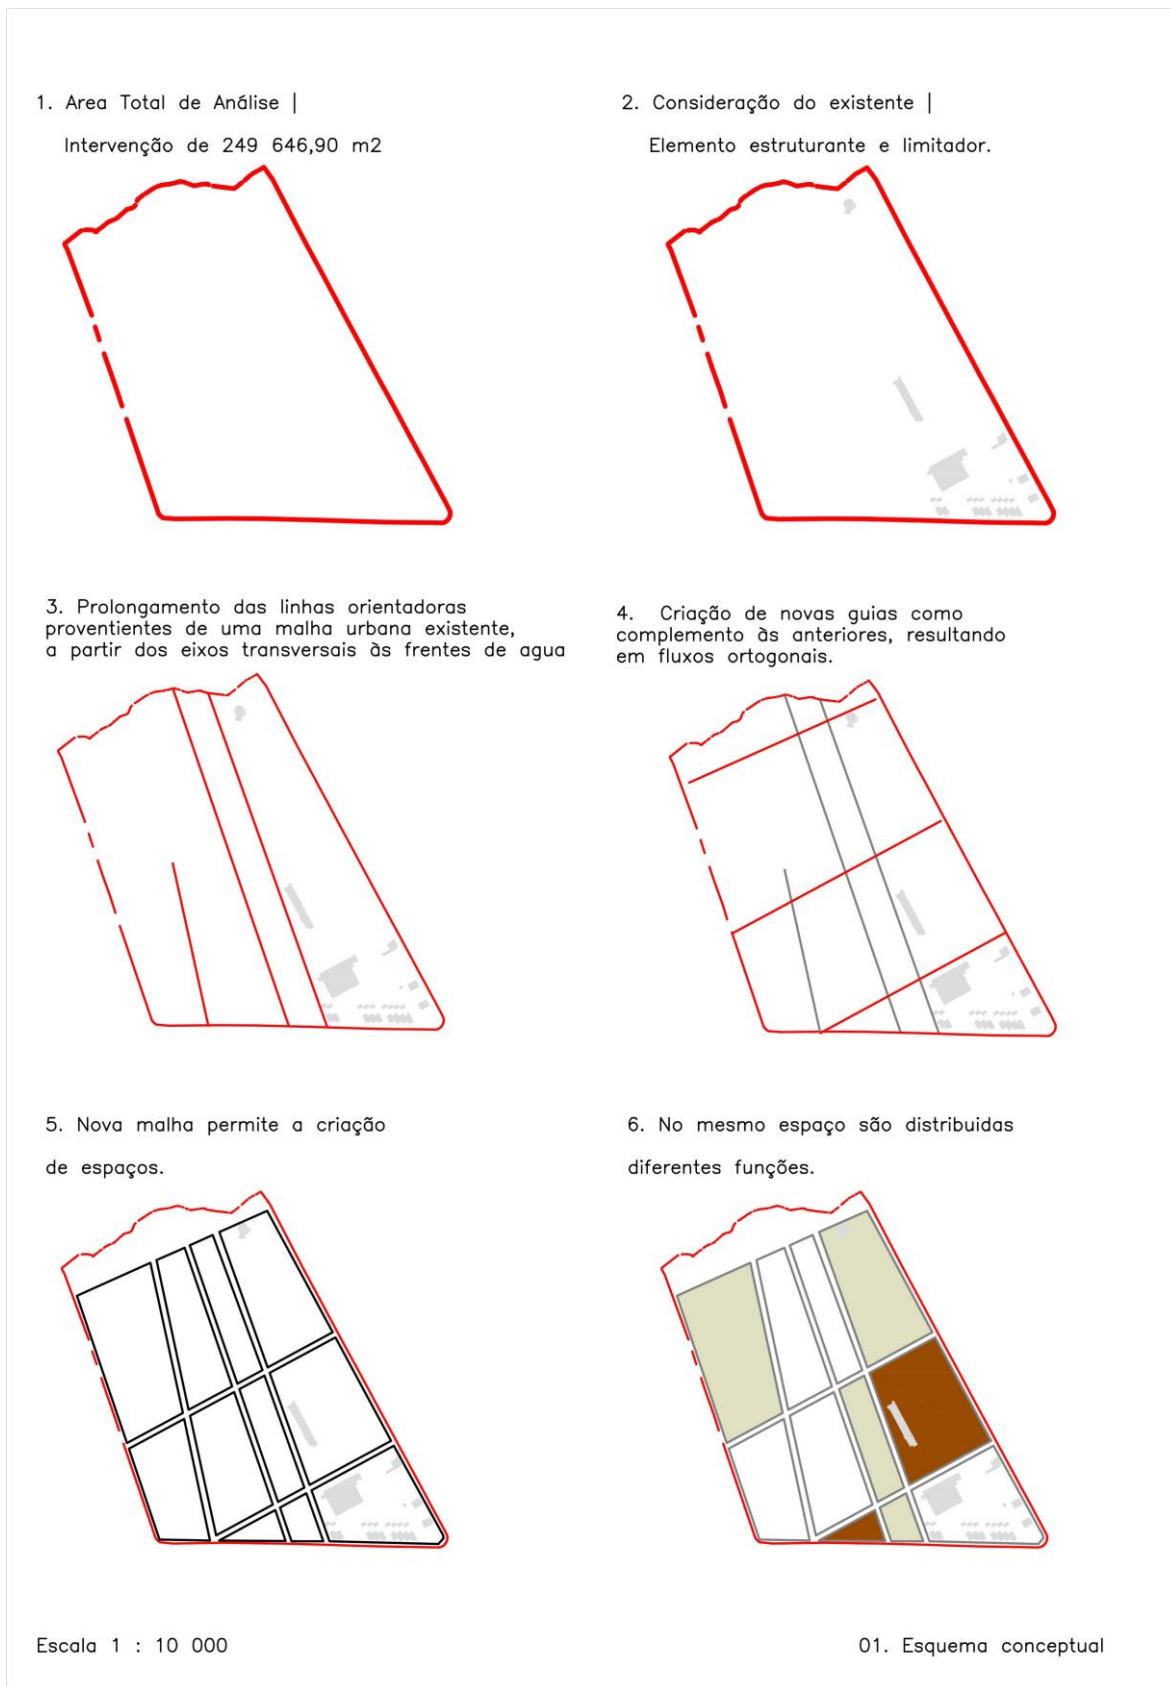 1. Area Total de Análise |
Intervenção de 249 646,90 m2
2. Consideração do existente |
Elemento estruturante e limitador.
3. Prolongamento das linhas orientadoras
proventientes de uma malha urbana existente,
a partir dos eixos transversais às frentes de agua
4. Criação de novas guias como
complemento às anteriores, resultando
em fluxos ortogonais.
5. Nova malha permite a criação
de espaços.
6. No mesmo espaço são distribuidas
diferentes funções.
Escala 1 : 10 000
01. Esquema conceptual